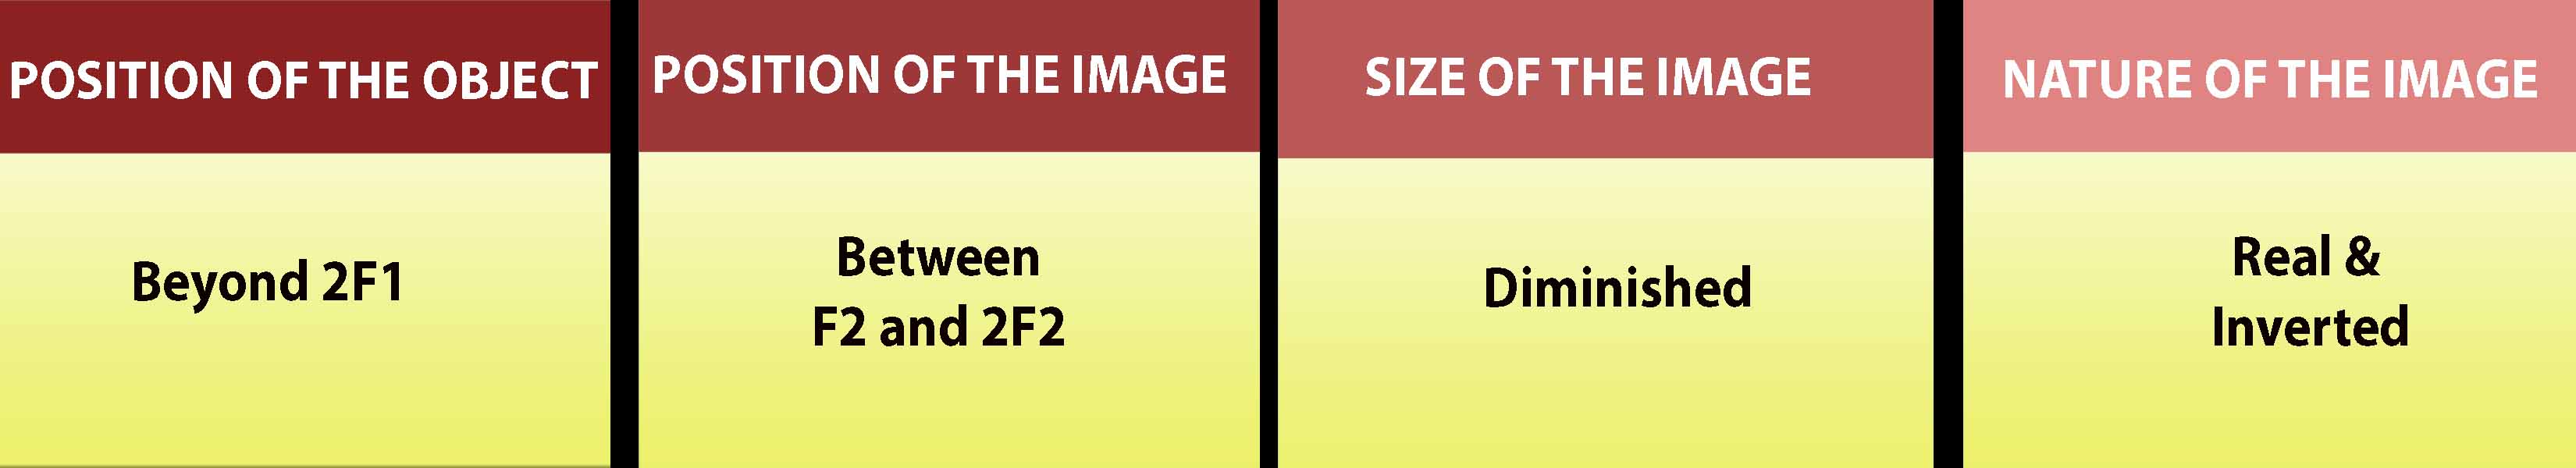 POSITION OF THE OBJECT
POSITION OF THE IMAGE
SIZE OF THE IMAGE
NATURE OF THE IMAGE
Beyond 2F1
Between
F2 and 2F2
Diminished
Real &
Inverted